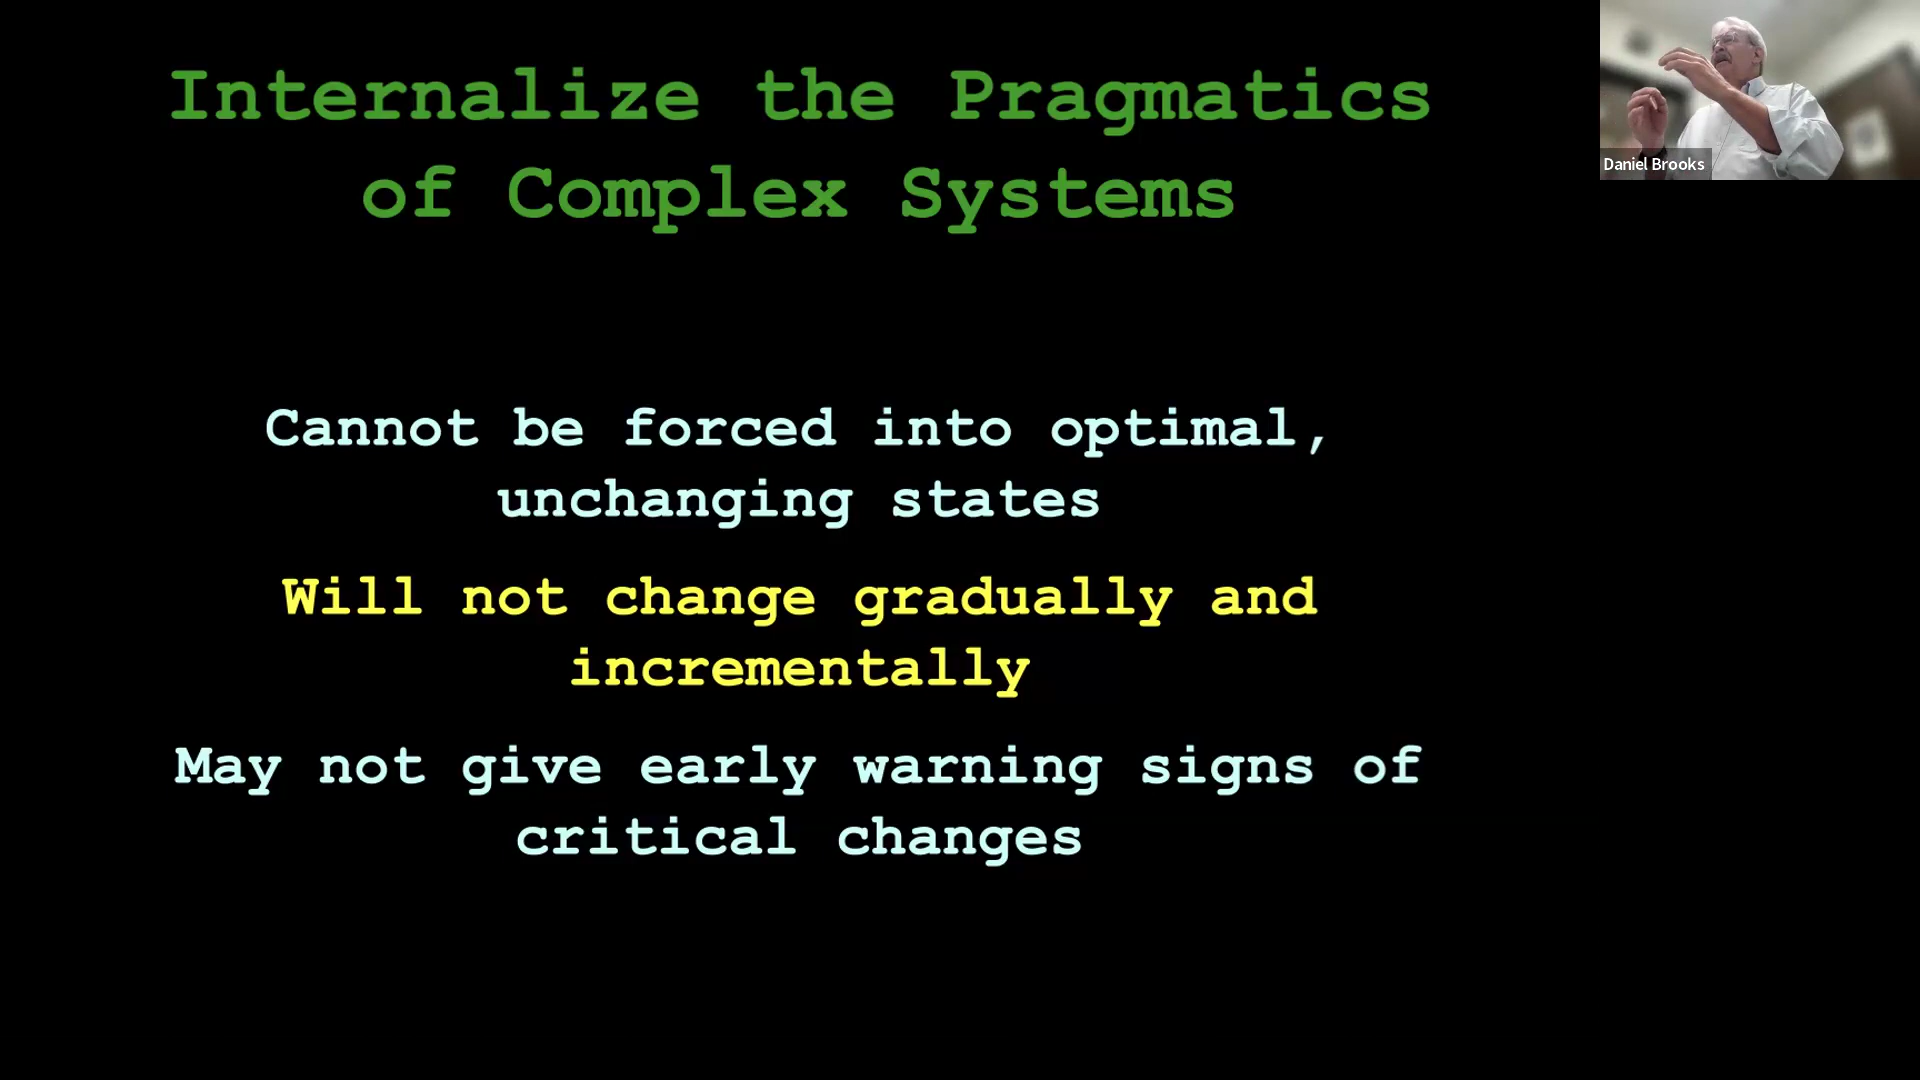 Internalize the Pragmatics
of Complex Systems
Cannot be forced into optimal,
unchanging states
Will not change gradually and
incrementally
May not give early warning signs of
critical changes
Daniel Brooks